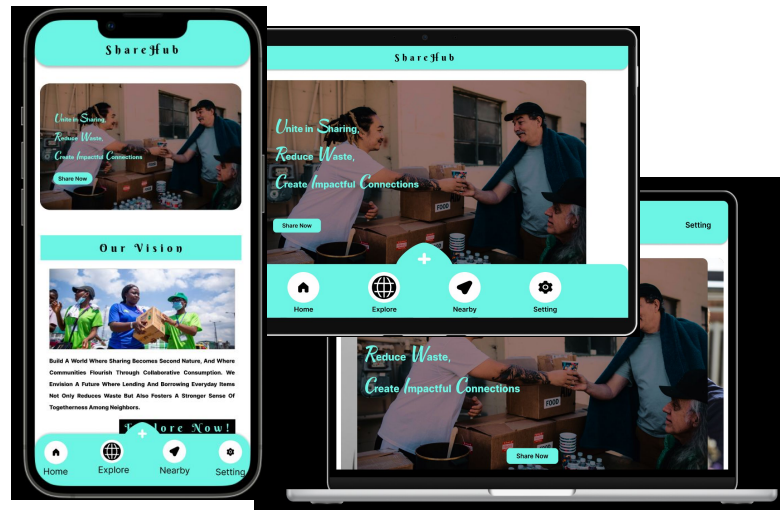 ShareHub
Unite in Sharing,
Reduce Waste,
Create Impactful Connections
Share Now
Our Vision
Build A World Where Sharing Becomes Second Nature, And Where
Communities Flourish Through Collaborative Consumption. We
Envision A Future Where Lending And Borrowing Everyday Items
Not Only Reduces Waste But Also Fosters A Stronger Sense Of
Togetherness Among Neighbors.
Explore Now!
+
Home Explore Nearby Setting
ShareHub
Unite in Sharing,
Reduce Waste,
Create Impactful Connections
FOOD
Share Now
+
Home Explore Nearby Setting
Setting
Reduce Waste,
Create Impactful Connections
FOOD
Share Now